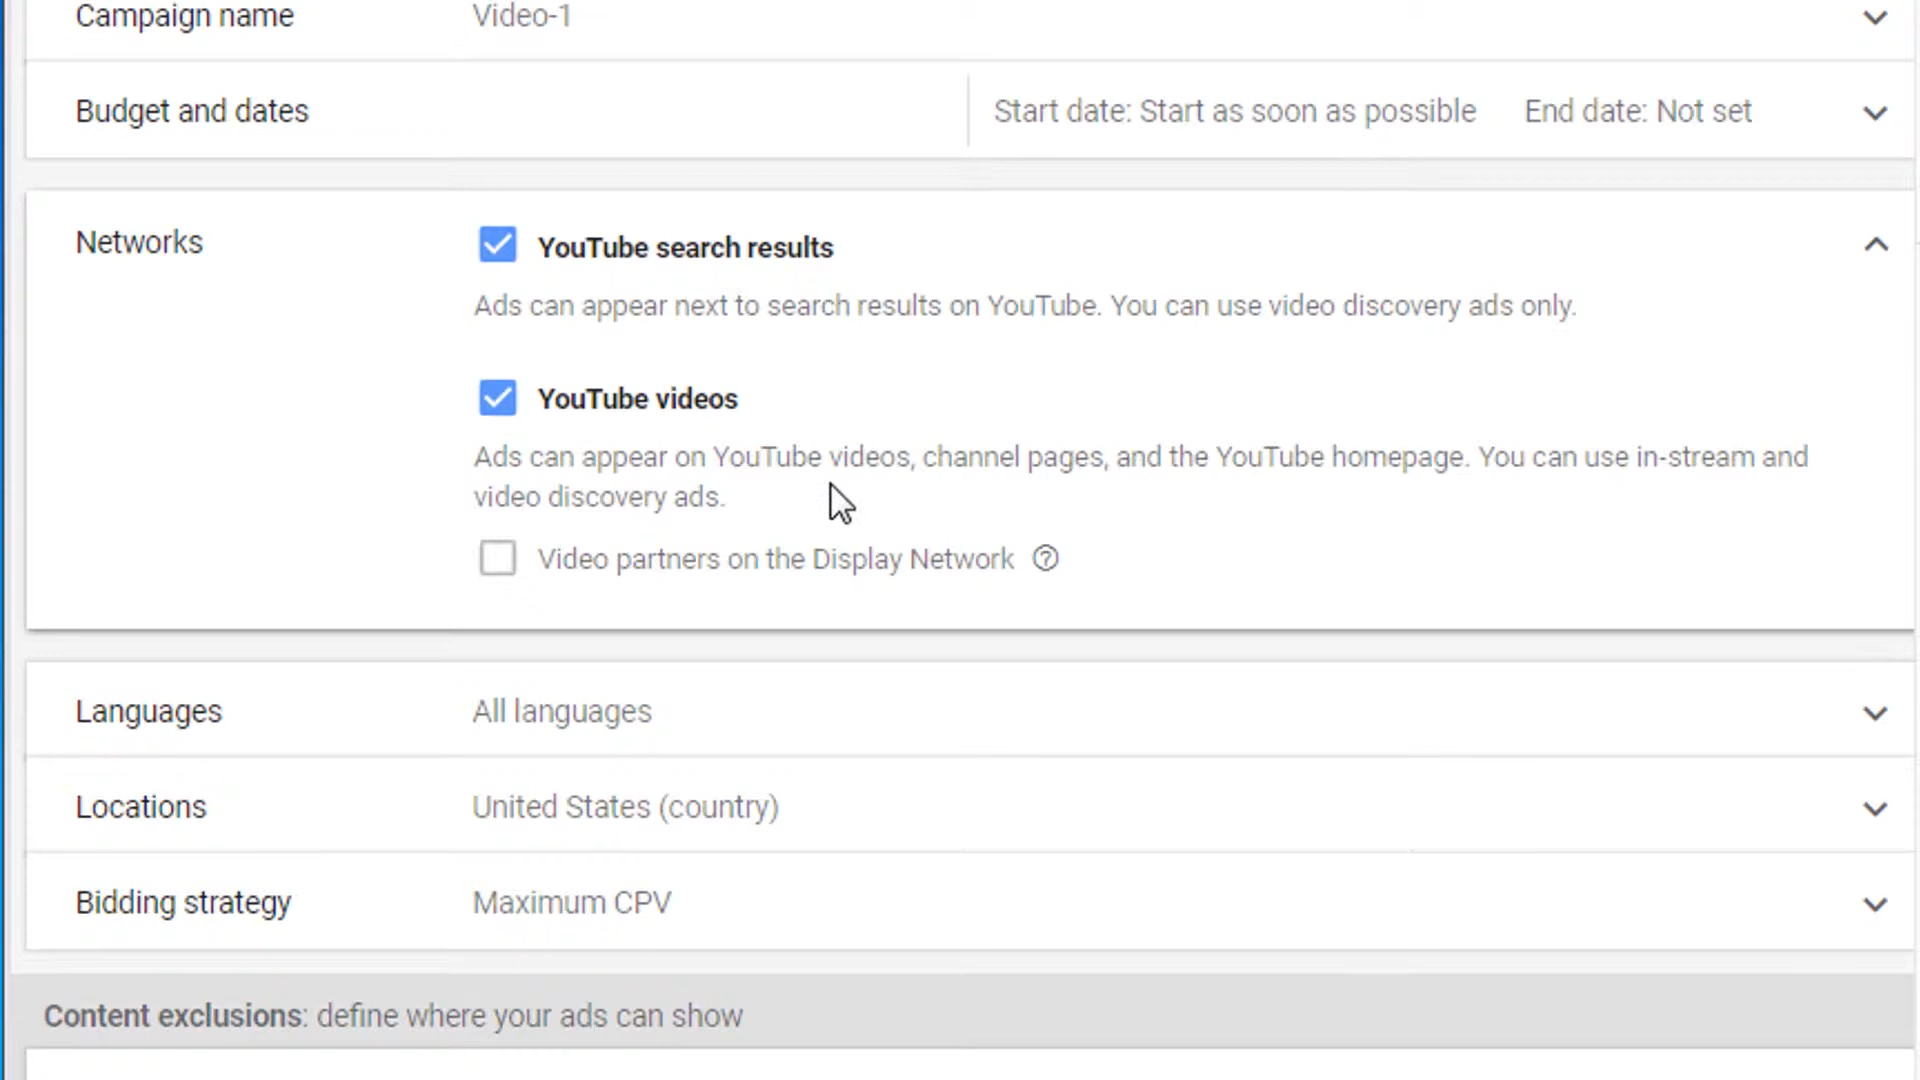 Campaign name Video-1
Budget and dates Start date: Start as soon as possible End date: Not set
Networks YouTube search results
Ads can appear next to search results on YouTube. You can use video discovery ads only.
YouTube videos
Ads can appear on YouTube videos, channel pages, and the YouTube homepage. You can use in-stream and
video discovery ads.
Video partners on the Display Network ?
Languages All languages
Locations United States (country)
Bidding strategy Maximum CPV
Content exclusions: define where your ads can show